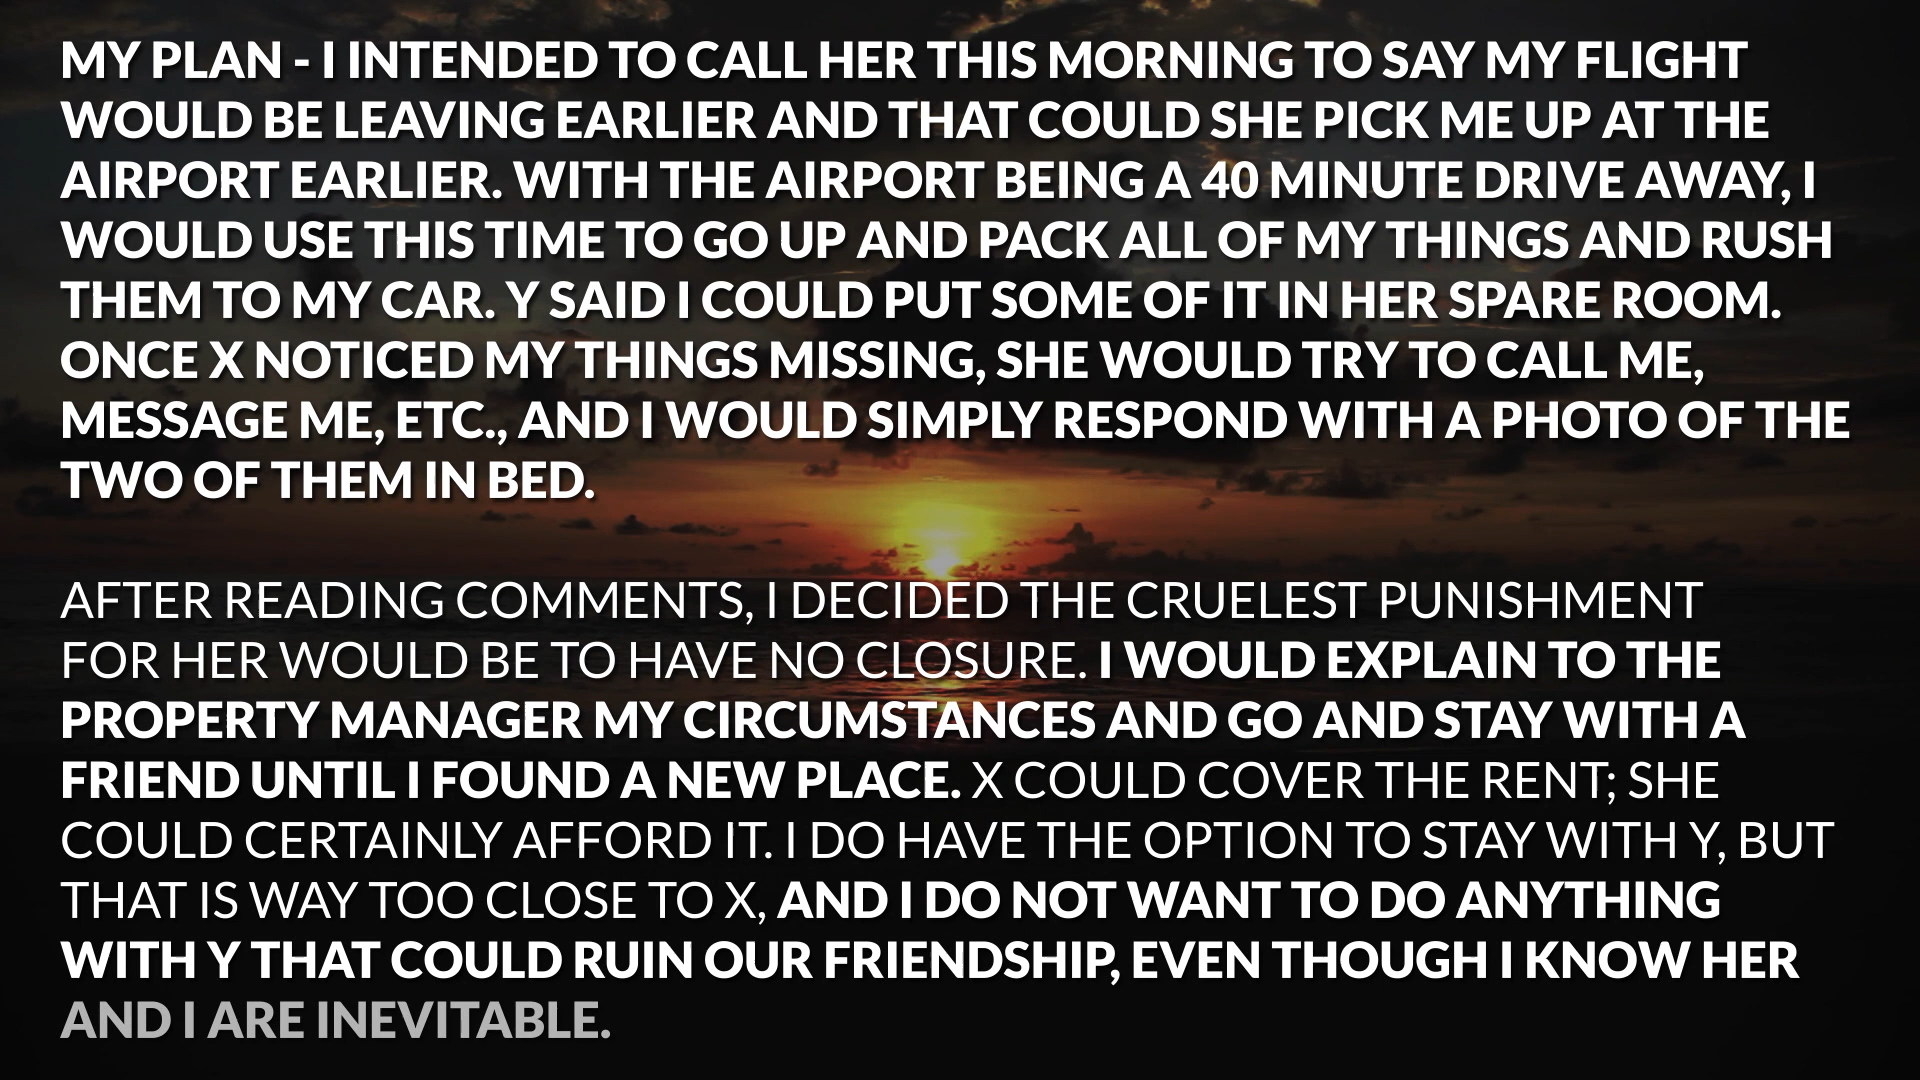 MY PLAN - I INTENDED TO CALL HER THIS MORNING TO SAY MY FLIGHT
WOULD BE LEAVING EARLIER AND THAT COULD SHE PICK ME UP AT THE
AIRPORT EARLIER. WITH THE AIRPORT BEING A 40 MINUTE DRIVE AWAY, I
WOULD USE THIS TIME TO GO UP AND PACK ALL OF MY THINGS AND RUSH
THEM TO MY CAR. Y SAID I COULD PUT SOME OF IT IN HER SPARE ROOM.
ONCE X NOTICED MY THINGS MISSING, SHE WOULD TRY TO CALL ME,
MESSAGE ME, ETC., AND I WOULD SIMPLY RESPOND WITH A PHOTO OF THE
TWO OF THEM IN BED.
AFTER READING COMMENTS, I DECIDED THE CRUELEST PUNISHMENT
FOR HER WOULD BE TO HAVE NO CLOSURE. I WOULD EXPLAIN TO THE
PROPERTY MANAGER MY CIRCUMSTANCES AND GO AND STAY WITH A
FRIEND UNTIL I FOUND A NEW PLACE. X COULD COVER THE RENT; SHE
COULD CERTAINLY AFFORD IT. I DO HAVE THE OPTION TO STAY WITH Y, BUT
THAT IS WAY TOO CLOSE TO X, AND I DO NOT WANT TO DO ANYTHING
WITH Y THAT COULD RUIN OUR FRIENDSHIP, EVEN THOUGH I KNOW HER
AND I ARE INEVITABLE.